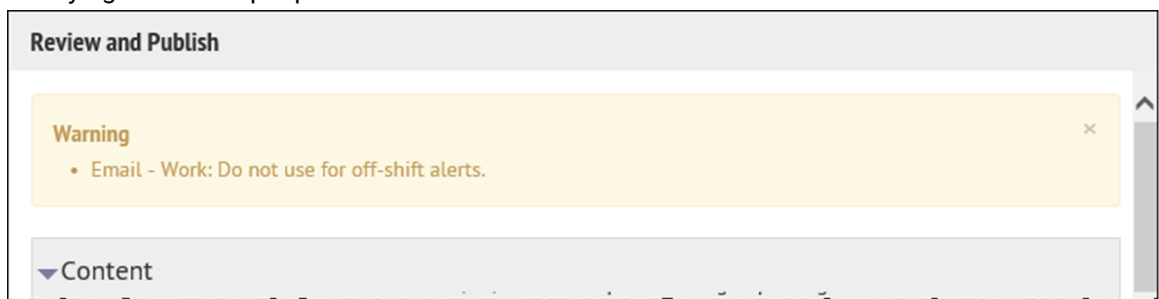 Review and Publish
Warning
×
• Email - Work: Do not use for off-shift alerts.
Content